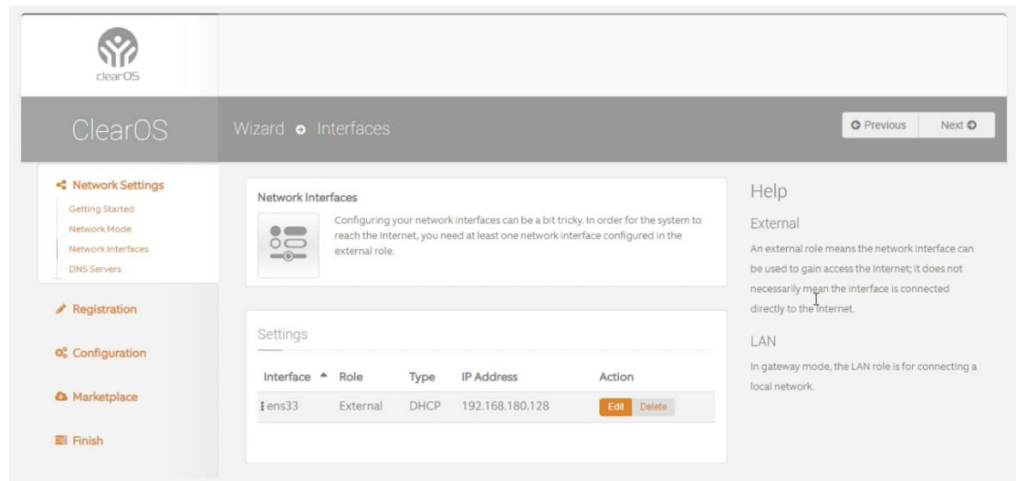 clearOS
ClearOS
Wizard Interfaces
Previous
Next
Network Settings
Getting Started
Network Mode
Network Interfaces
DNS Servers
Registration
Configuration
Marketplace
Finish
Network Interfaces
Configuring your network interfaces can be a bit tricky. In order for the system to
reach the Internet, you need at least one network interface configured in the
external role.
Settings
Interface Role Type IP Address Action
ens33 External DHCP 192.168.180.128 Edit Delete
Help
External
An external role means the network interface can
be used to gain access the Internet; it does not
necessarily mean the interface is connected
directly to the Internet.
LAN
In gateway mode, the LAN role is for connecting a
local network.